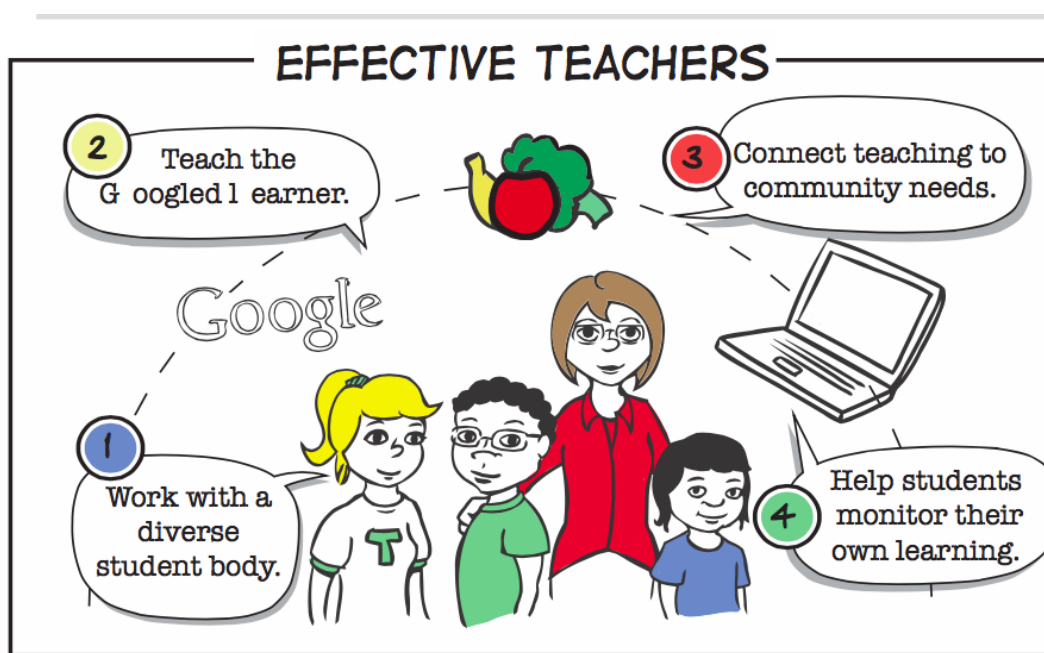 EFFECTIVE TEACHERS
2
Teach the
G oogled l earner.
3
Connect teaching to
community needs.
Google
1
Work with a
diverse
student body.
T
4
Help students
monitor their
own learning.